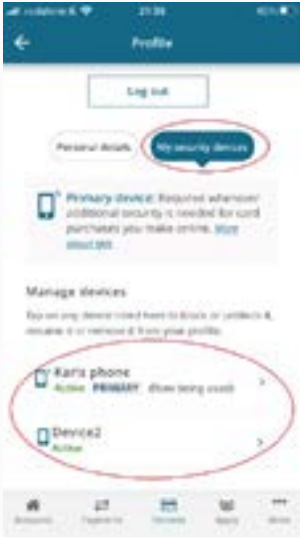 21:36
Profile
Log out
Personal details
My security devices
Primary device: Required whenever
additional security is needed for card
purchases you make online. More
about this
Manage devices
Tap on any device listed here to block or unblock it,
rename it or remove it from your profile.
Kar's phone
Active PRIMARY (Now being used)
Device2
Active
Accounts
Payments
Apply
More